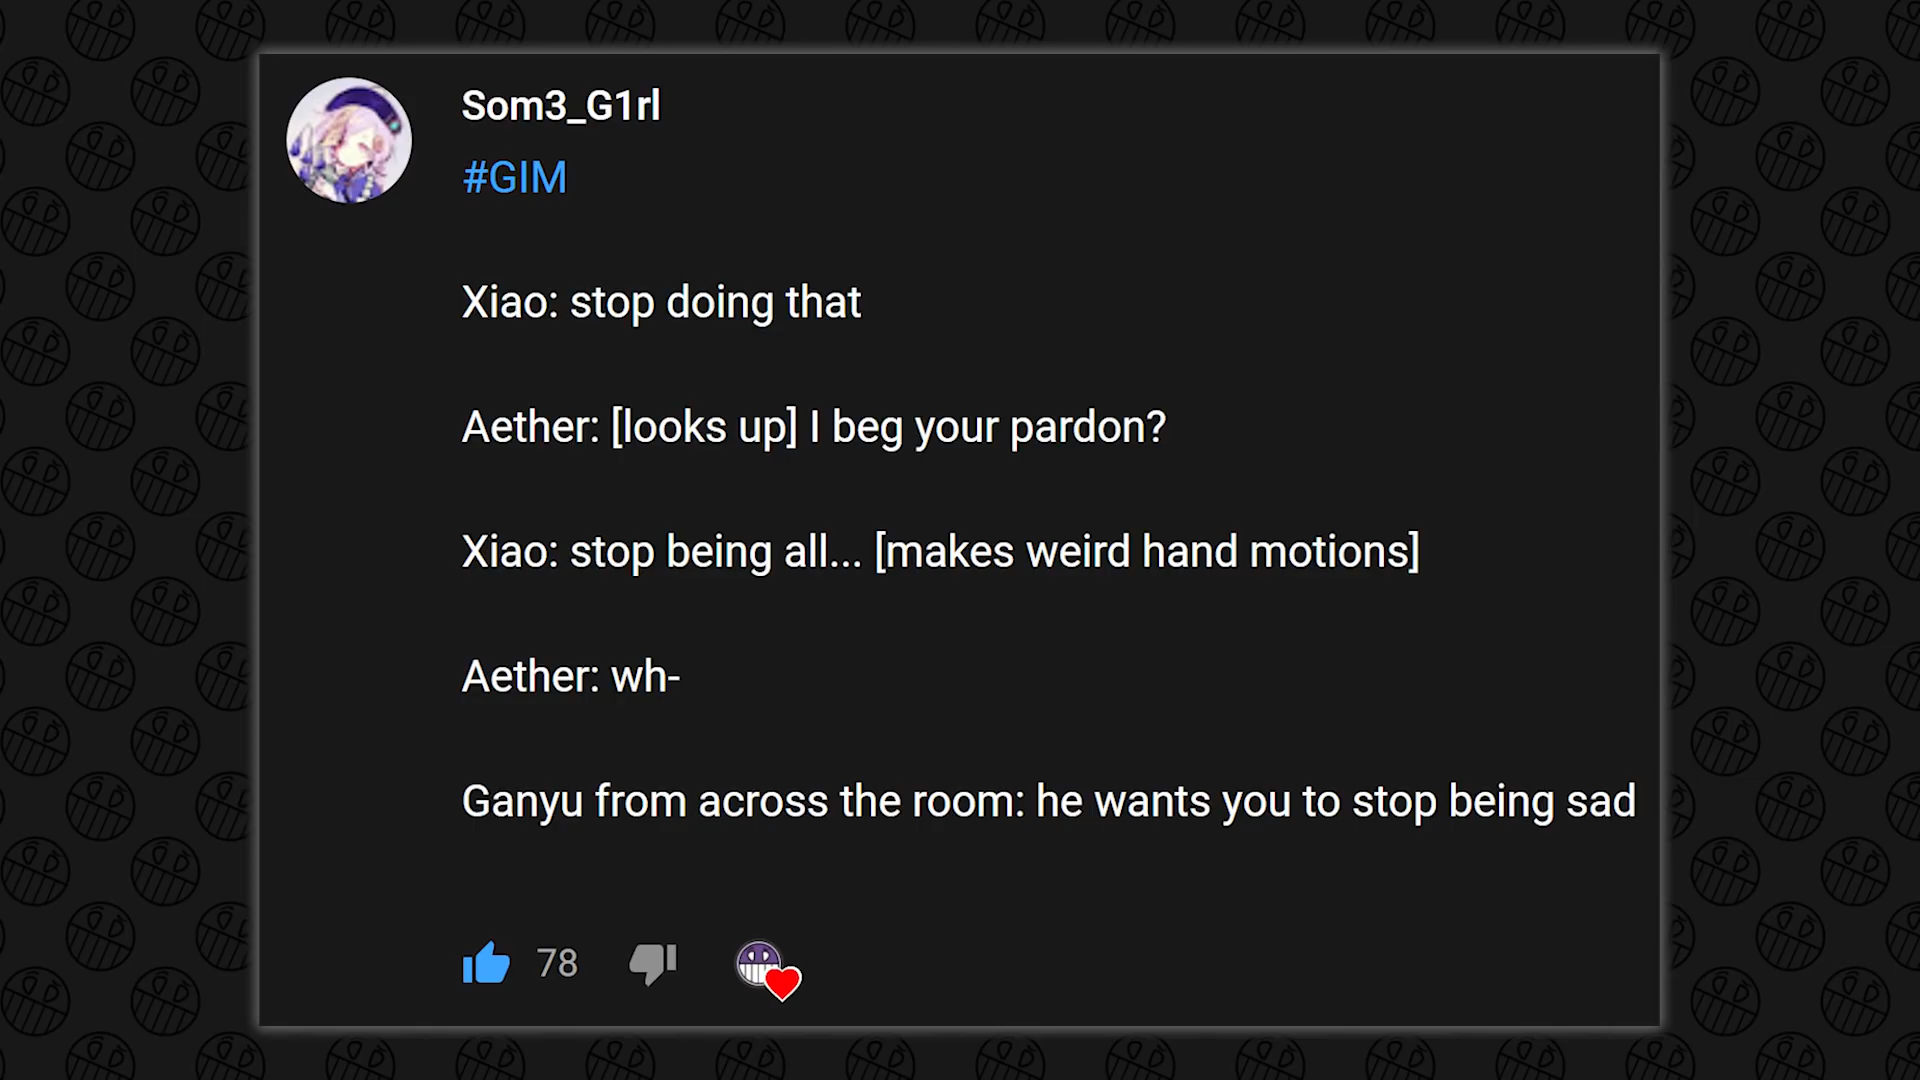 Som3_G1rl
#GIM
Xiao: stop doing that
Aether: [looks up] I beg your pardon?
Xiao: stop being all... [makes weird hand motions]
Aether: wh-
Ganyu from across the room: he wants you to stop being sad
78